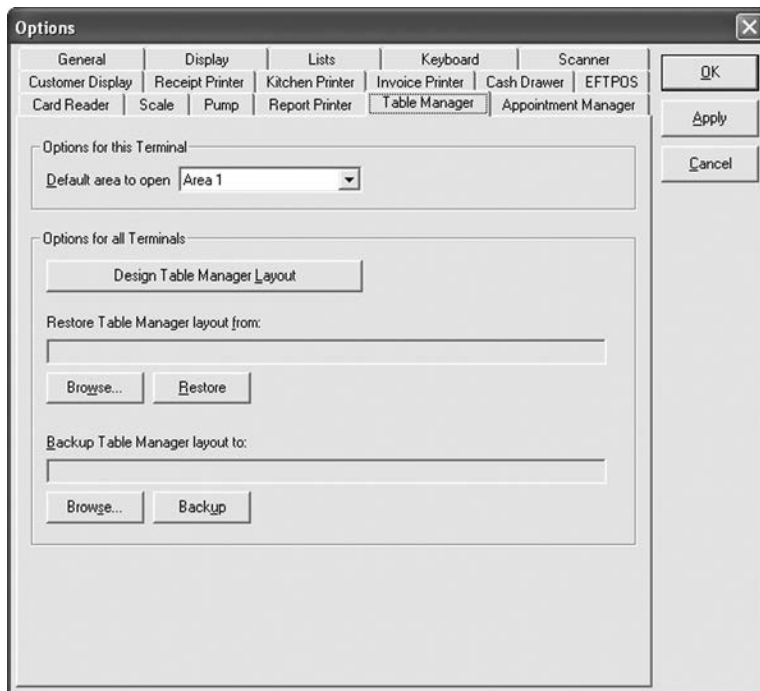 Options
General Display Lists Keyboard Scanner
Customer Display Receipt Printer Kitchen Printer Invoice Printer Cash Drawer EFTPOS
Card Reader Scale Pump Report Printer Table Manager Appointment Manager
OK
Apply
Cancel
Options for this Terminal
Default area to open Area 1
Options for all Terminals
Design Table Manager Layout
Restore Table Manager layout from:
Browse... Restore
Backup Table Manager layout to:
Browse... Backup